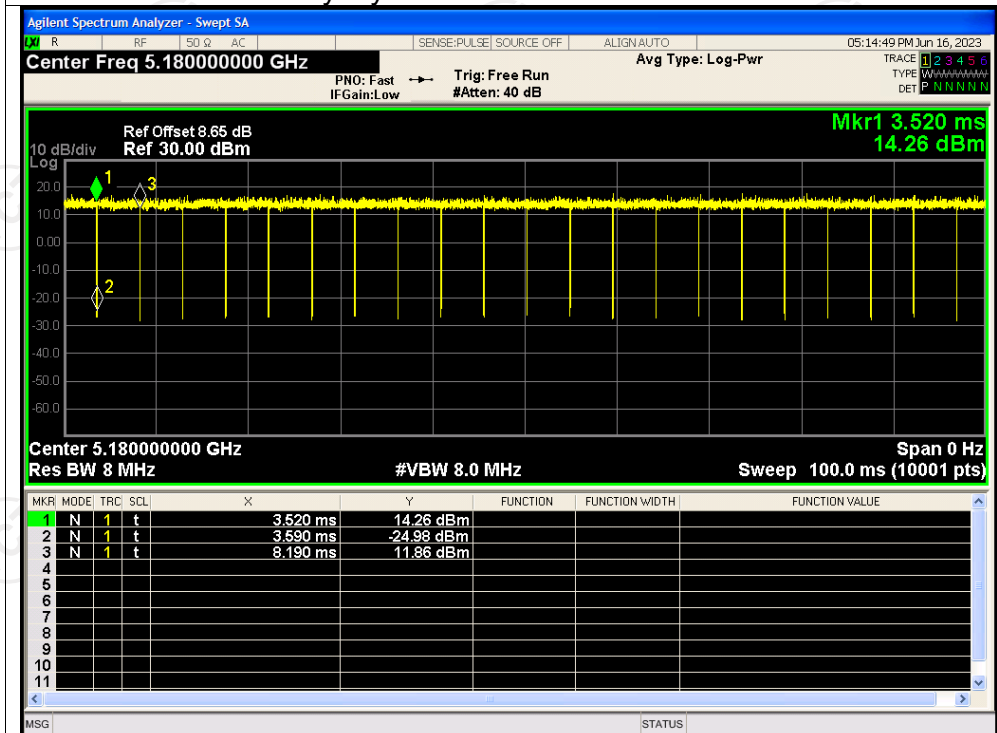 Agilent Spectrum Analyzer - Swept SA
LXI R RF 50 Ω AC SENSE:PULSE SOURCE OFF ALIGN AUTO 05:14:49 PM Jun 16, 2023
Center Freq 5.180000000 GHz
PNO: Fast
IFGain:Low
Trig: Free Run
#Atten: 40 dB
Avg Type: Log-Pwr
TRACE 1 2 3 4 5 6
TYPE WWWWWW
DET P N N N N N
Mkr1 3.520 ms
14.26 dBm
Ref Offset 8.65 dB
10 dB/div Ref 30.00 dBm
Log
20.0
10.0
0.00
-10.0
-20.0
-30.0
-40.0
-50.0
-60.0
1
3
2
Center 5.180000000 GHz Span 0 Hz
Res BW 8 MHz #VBW 8.0 MHz Sweep 100.0 ms (10001 pts)
MKR MODE TRC SCL X Y FUNCTION FUNCTION WIDTH FUNCTION VALUE
1 N 1 t 3.520 ms 14.26 dBm
2 N 1 t 3.590 ms -24.98 dBm
3 N 1 t 8.190 ms 11.86 dBm
4
5
6
7
8
9
10
11
MSG STATUS